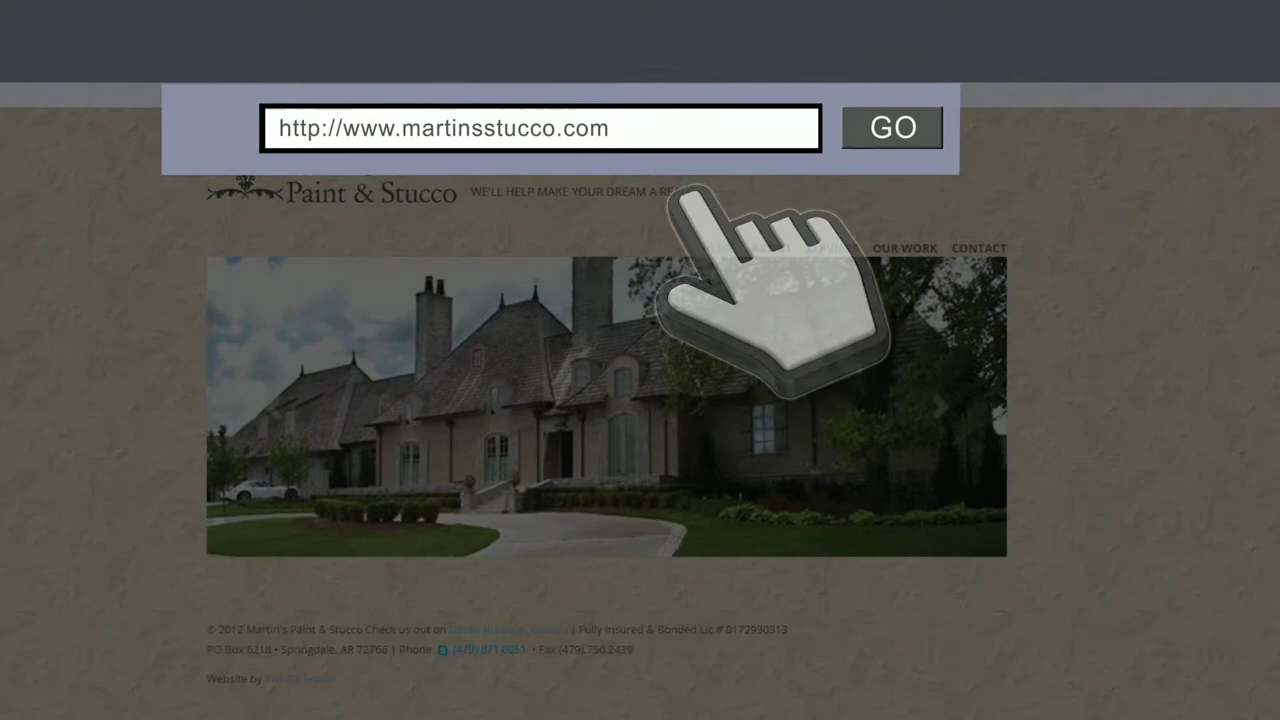 http://www.martinsstucco.com
GO
Paint & Stucco
WE'LL HELP MAKE YOUR DREAM A
OUR WORK CONTACT
© 2012 Martin's Paint & Stucco Check us out on | Fully Insured & Bonded Lic # 0172930313
PO Box 6218 • Springdale, AR 72766 | Phone (479).871.0051 • Fax (479).750.2439
Website by